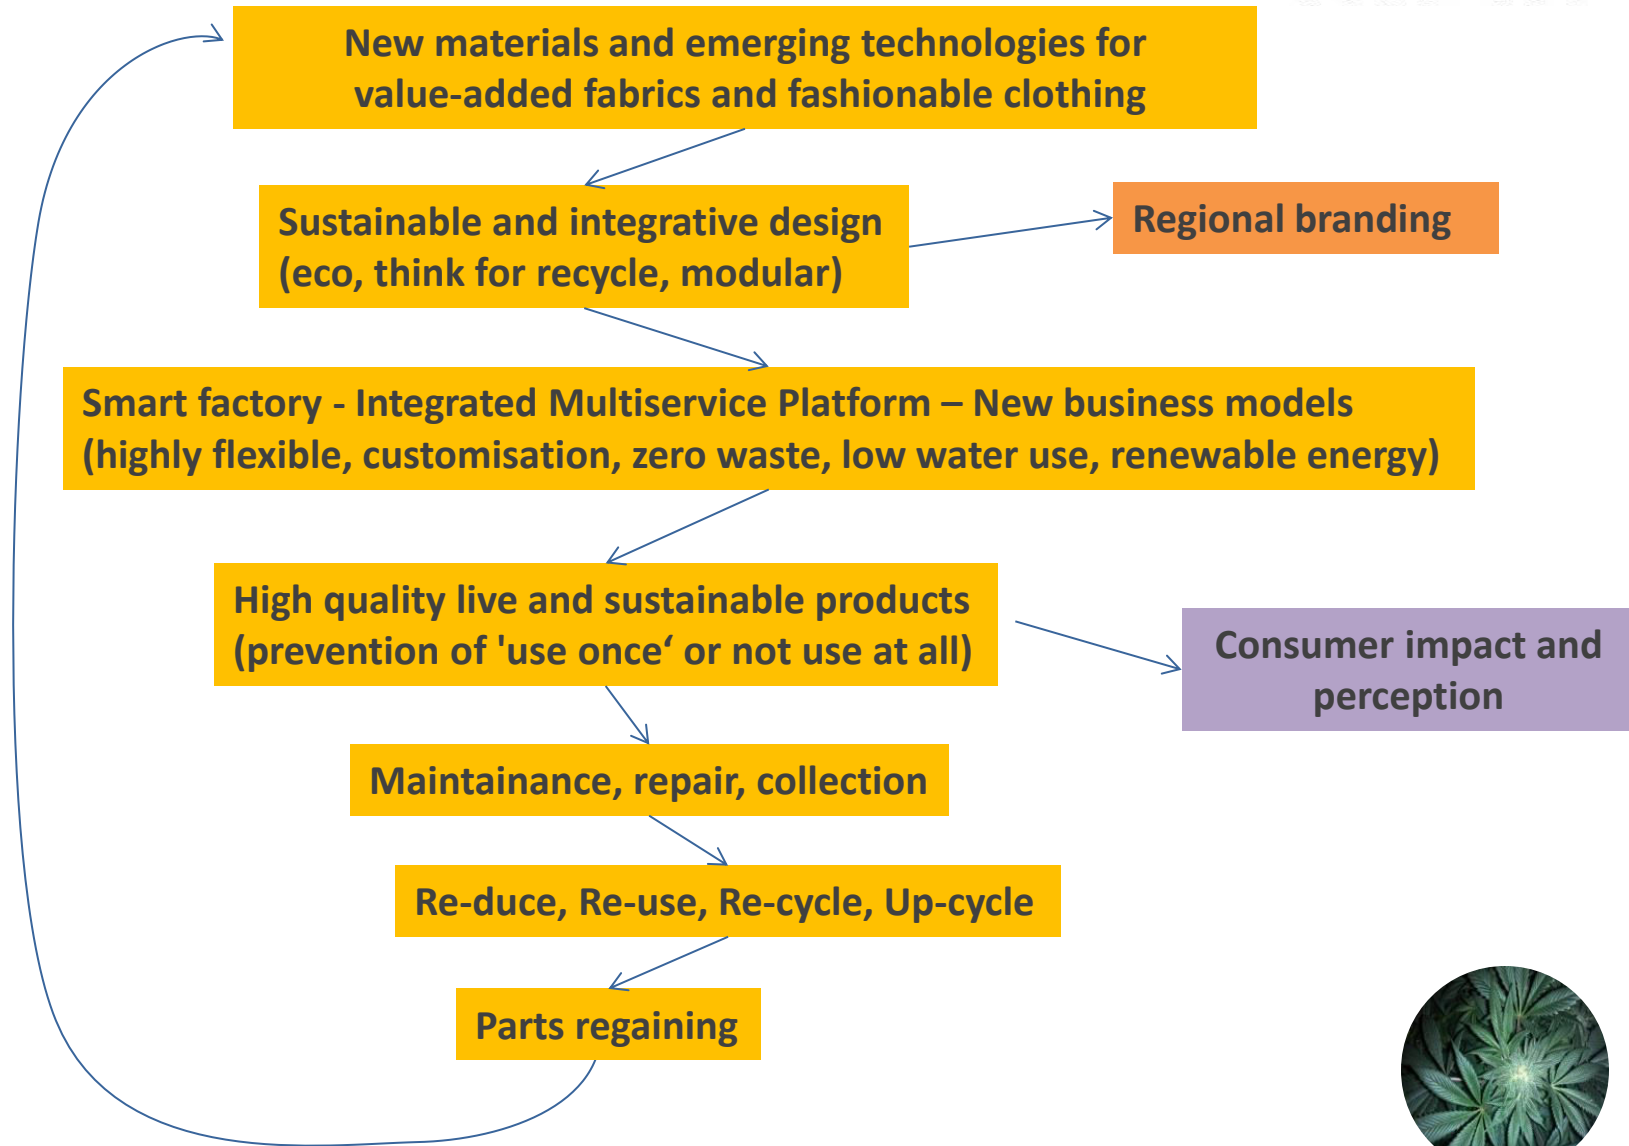 New materials and emerging technologies for
value-added fabrics and fashionable clothing
Sustainable and integrative design
(eco, think for recycle, modular)
Regional branding
Smart factory - Integrated Multiservice Platform – New business models
(highly flexible, customisation, zero waste, low water use, renewable energy)
High quality live and sustainable products
(prevention of 'use once‘ or not use at all)
Consumer impact and
perception
Maintainance, repair, collection
Re-duce, Re-use, Re-cycle, Up-cycle
Parts regaining